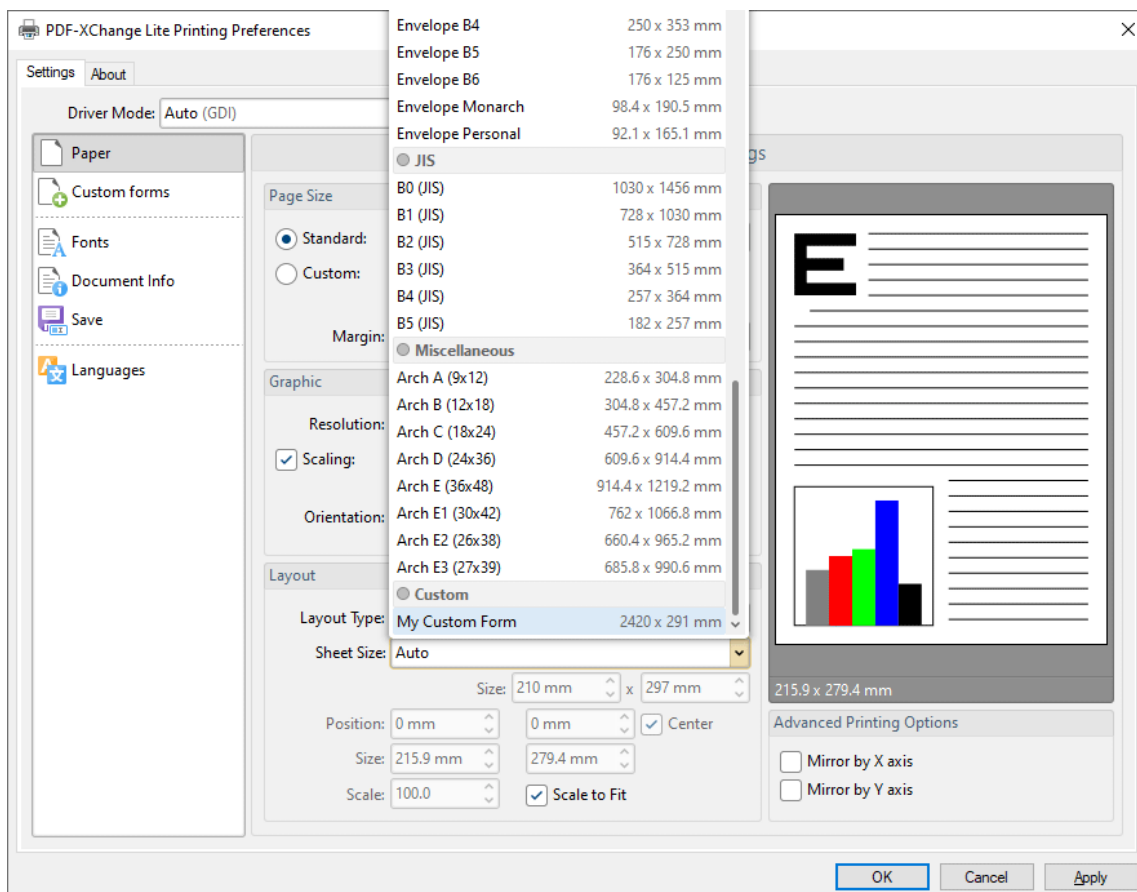 PDF-XChange Lite Printing Preferences
Settings
About
Driver Mode: Auto (GDI)
Paper
Custom forms
Fonts
Document Info
Save
Languages
gs
Page Size
Standard:
Custom:
Margin:
Graphic
Resolution:
Scaling:
Orientation:
Layout
Layout Type:
Envelope B4 250 x 353 mm
Envelope B5 176 x 250 mm
Envelope B6 176 x 125 mm
Envelope Monarch 98.4 x 190.5 mm
Envelope Personal 92.1 x 165.1 mm
JIS
B0 (JIS) 1030 x 1456 mm
B1 (JIS) 728 x 1030 mm
B2 (JIS) 515 x 728 mm
B3 (JIS) 364 x 515 mm
B4 (JIS) 257 x 364 mm
B5 (JIS) 182 x 257 mm
Miscellaneous
Arch A (9x12) 228.6 x 304.8 mm
Arch B (12x18) 304.8 x 457.2 mm
Arch C (18x24) 457.2 x 609.6 mm
Arch D (24x36) 609.6 x 914.4 mm
Arch E (36x48) 914.4 x 1219.2 mm
Arch E1 (30x42) 762 x 1066.8 mm
Arch E2 (26x38) 660.4 x 965.2 mm
Arch E3 (27x39) 685.8 x 990.6 mm
Custom
My Custom Form 2420 x 291 mm
Sheet Size: Auto
Size: 210 mm x 297 mm
Position: 0 mm 0 mm Center
Size: 215.9 mm 279.4 mm
Scale: 100.0 Scale to Fit
E
215.9 x 279.4 mm
Advanced Printing Options
Mirror by X axis
Mirror by Y axis
OK
Cancel
Apply